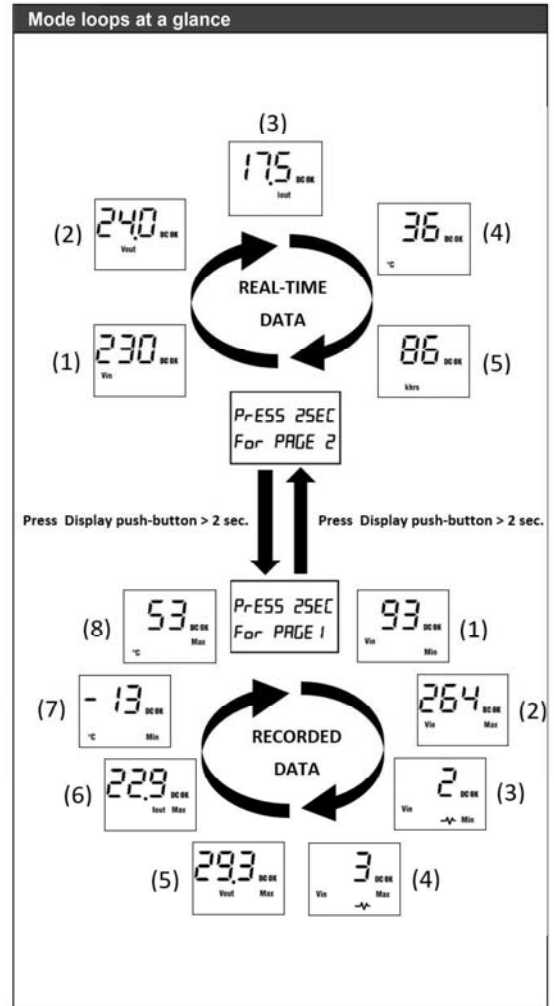 Mode loops at a glance
(3)
17.5 DC OK
Iout
(2)
24.0 DC OK
Vout
36 DC OK
°C
(4)
REAL-TIME
DATA
(1)
230 DC OK
Vin
86 DC OK
khrs
(5)
PrESS 2SEC
For PAGE 2
Press Display push-button > 2 sec.
Press Display push-button > 2 sec.
PrESS 2SEC
For PAGE 1
(8)
53 DC OK
Max
°C
93 DC OK
Vin
Min
(1)
(7)
- 13 DC OK
°C Min
264 DC OK
Vin Max
(2)
RECORDED
DATA
(6)
22.9 DC OK
Iout Max
2 DC OK
Vin
Min
(3)
(5)
29.3 DC OK
Vout Max
3 DC OK
Vin Max
(4)